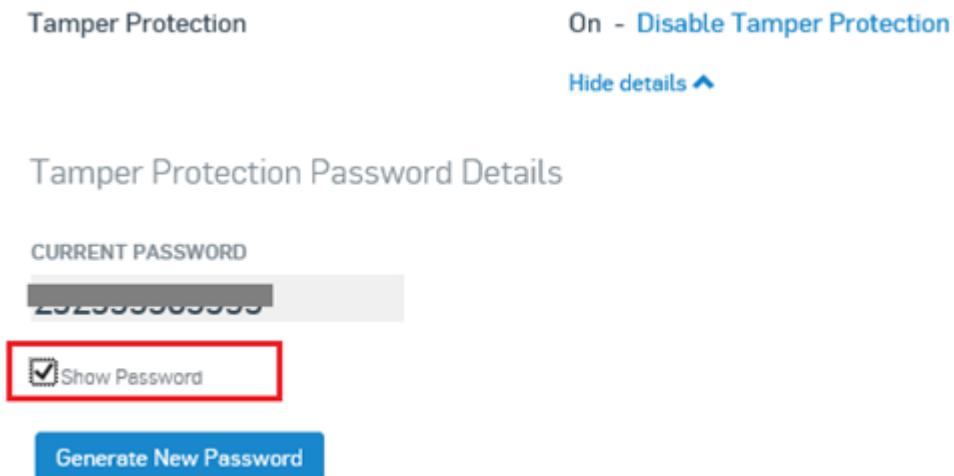 Tamper Protection On - Disable Tamper Protection
Hide details
Tamper Protection Password Details
CURRENT PASSWORD
Show Password
Generate New Password